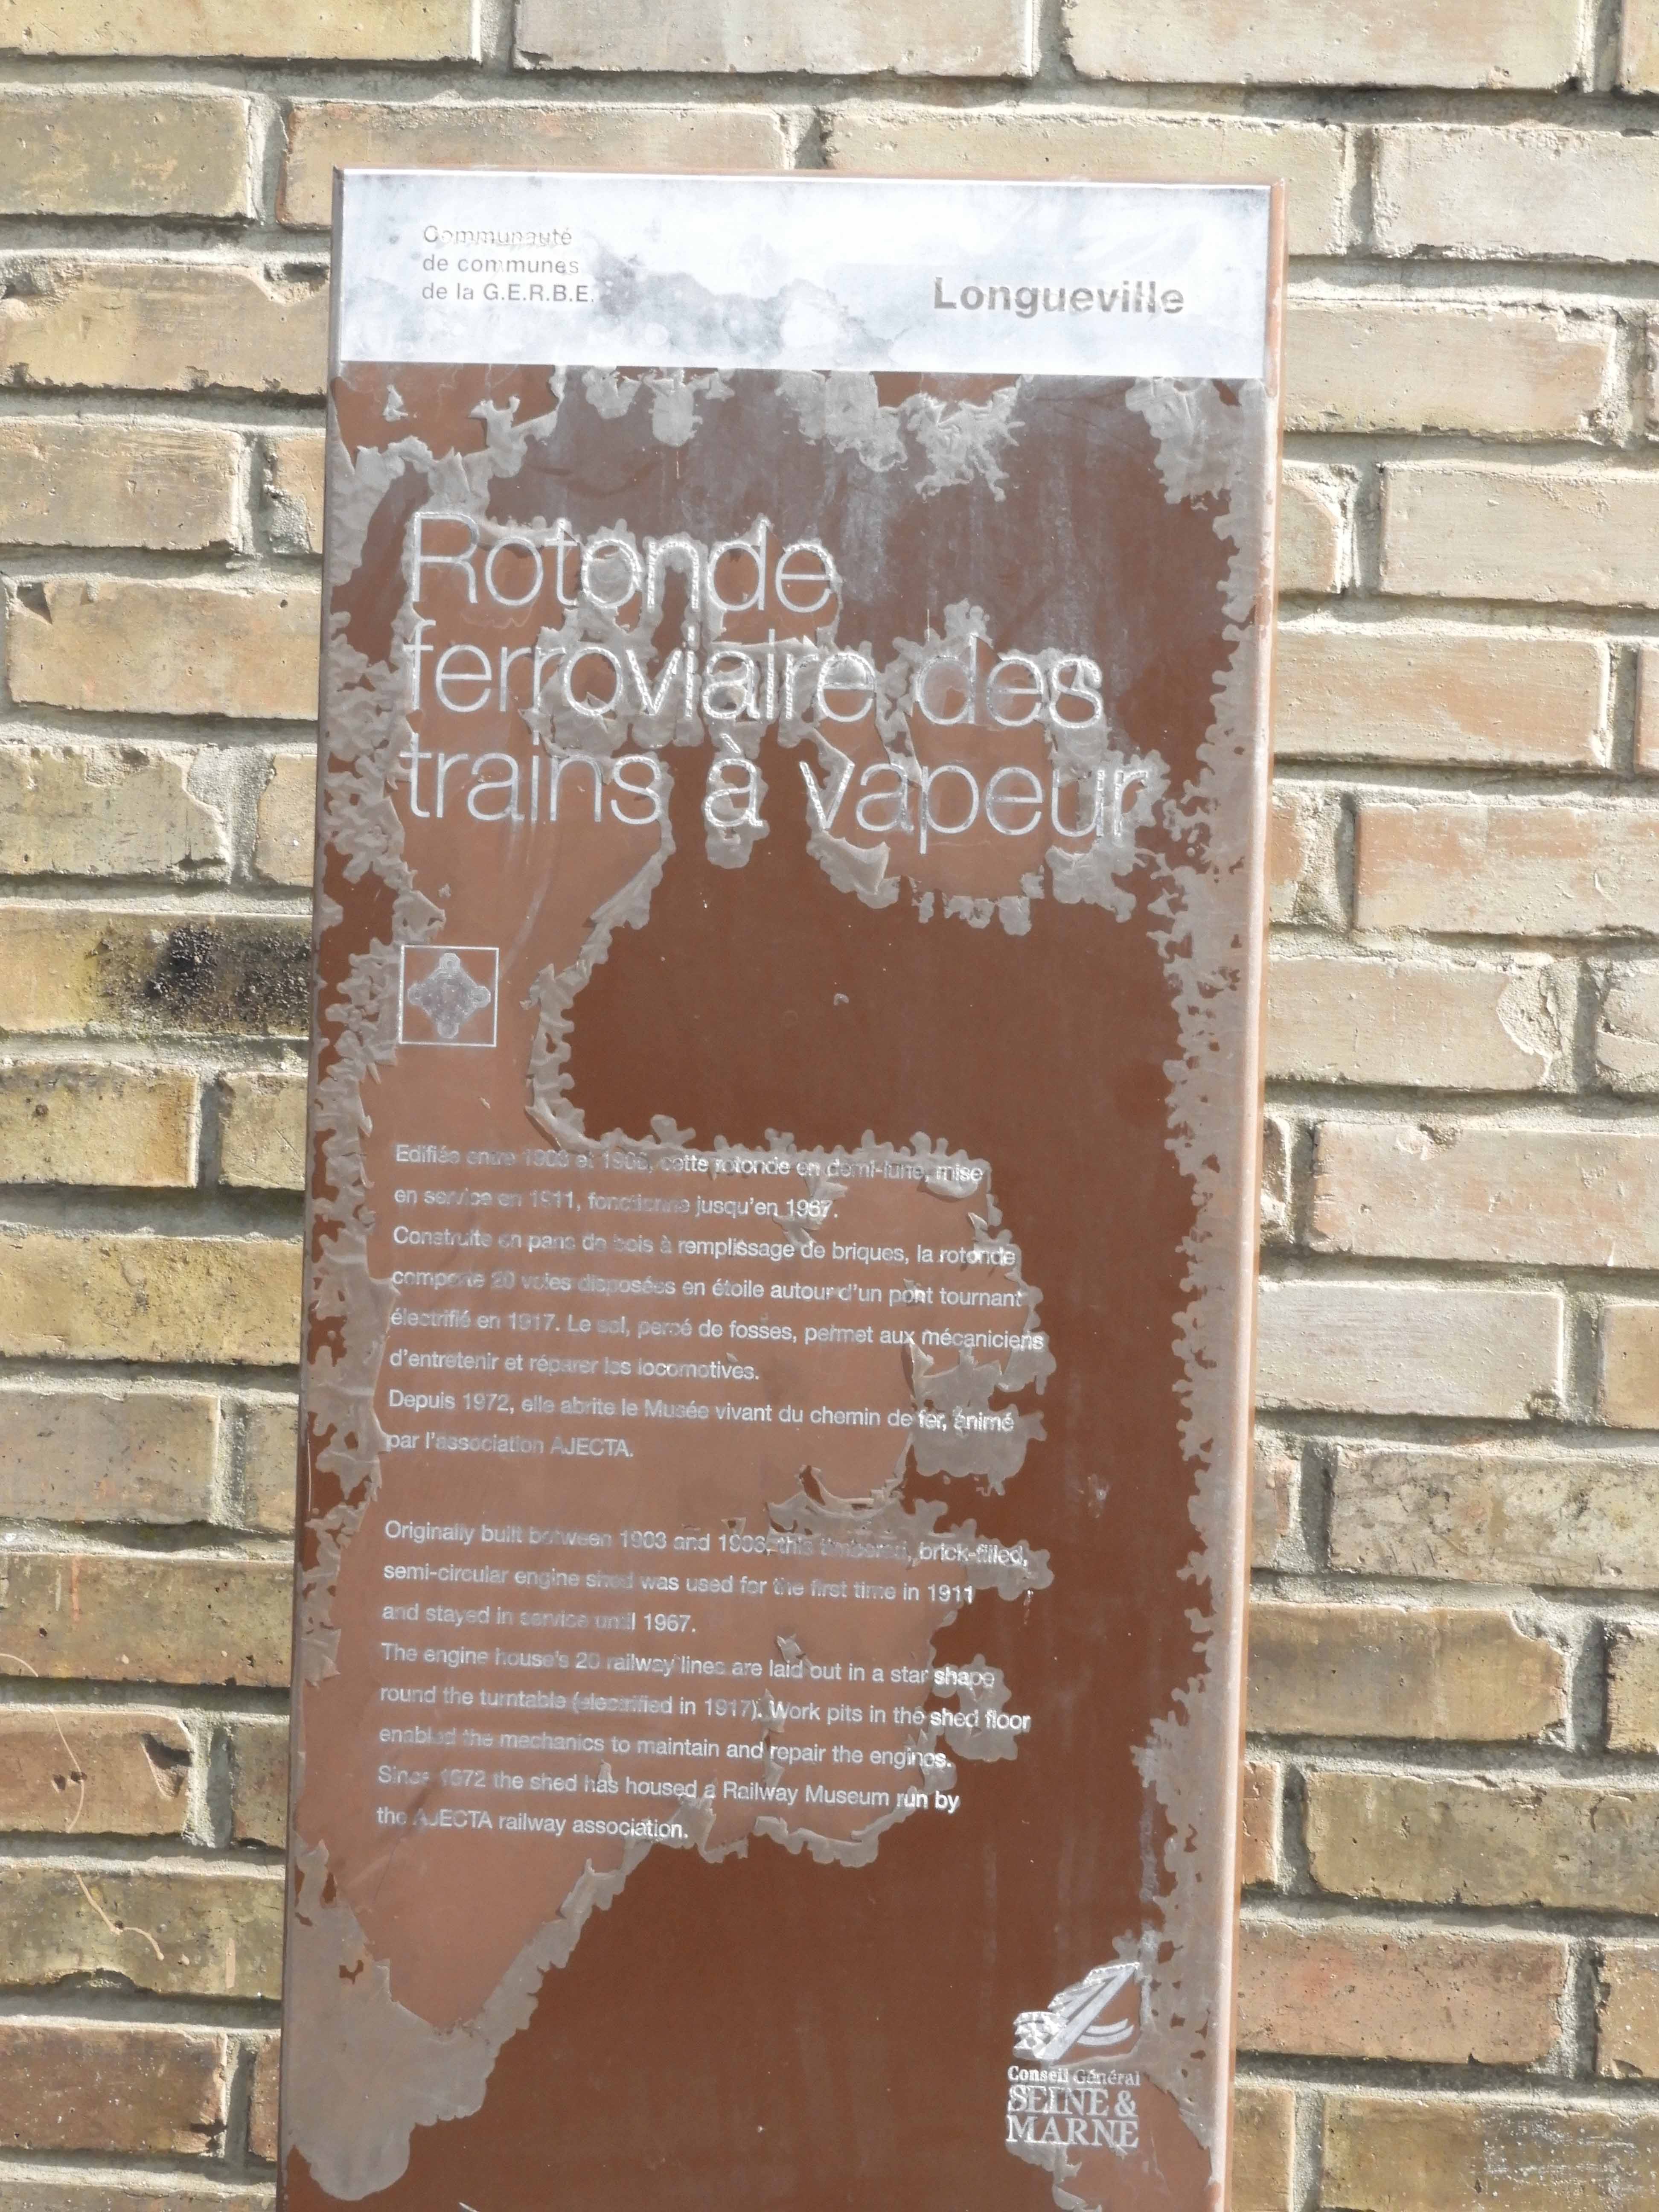 Communauté
de communes
de la G.E.R.B.E.
Longueville
Rotonde
ferroviaire des
trains à vapeur
Edifiée entre 1903 et 1906, cette rotonde en demi-lune, mise
en service en 1911, fonctionne jusqu'en 1967.
Construite en pans de bois à remplissage de briques, la rotonde
comporte 20 voies disposées en étoile autour d'un pont tournant
électrifié en 1917. Le sol, percé de fosses, permet aux mécaniciens
d'entretenir et réparer les locomotives.
Depuis 1972, elle abrite le Musée vivant du chemin de fer, animé
par l'association AJECTA.
Originally built between 1903 and 1906, this timbered, brick-filled,
semi-circular engine shed was used for the first time in 1911
and stayed in service until 1967.
The engine house's 20 railway lines are laid out in a star shape
round the turntable (electrified in 1917). Work pits in the shed floor
enabled the mechanics to maintain and repair the engines.
Since 1972 the shed has housed a Railway Museum run by
the AJECTA railway association.
Conseil Général
SEINE &
MARNE